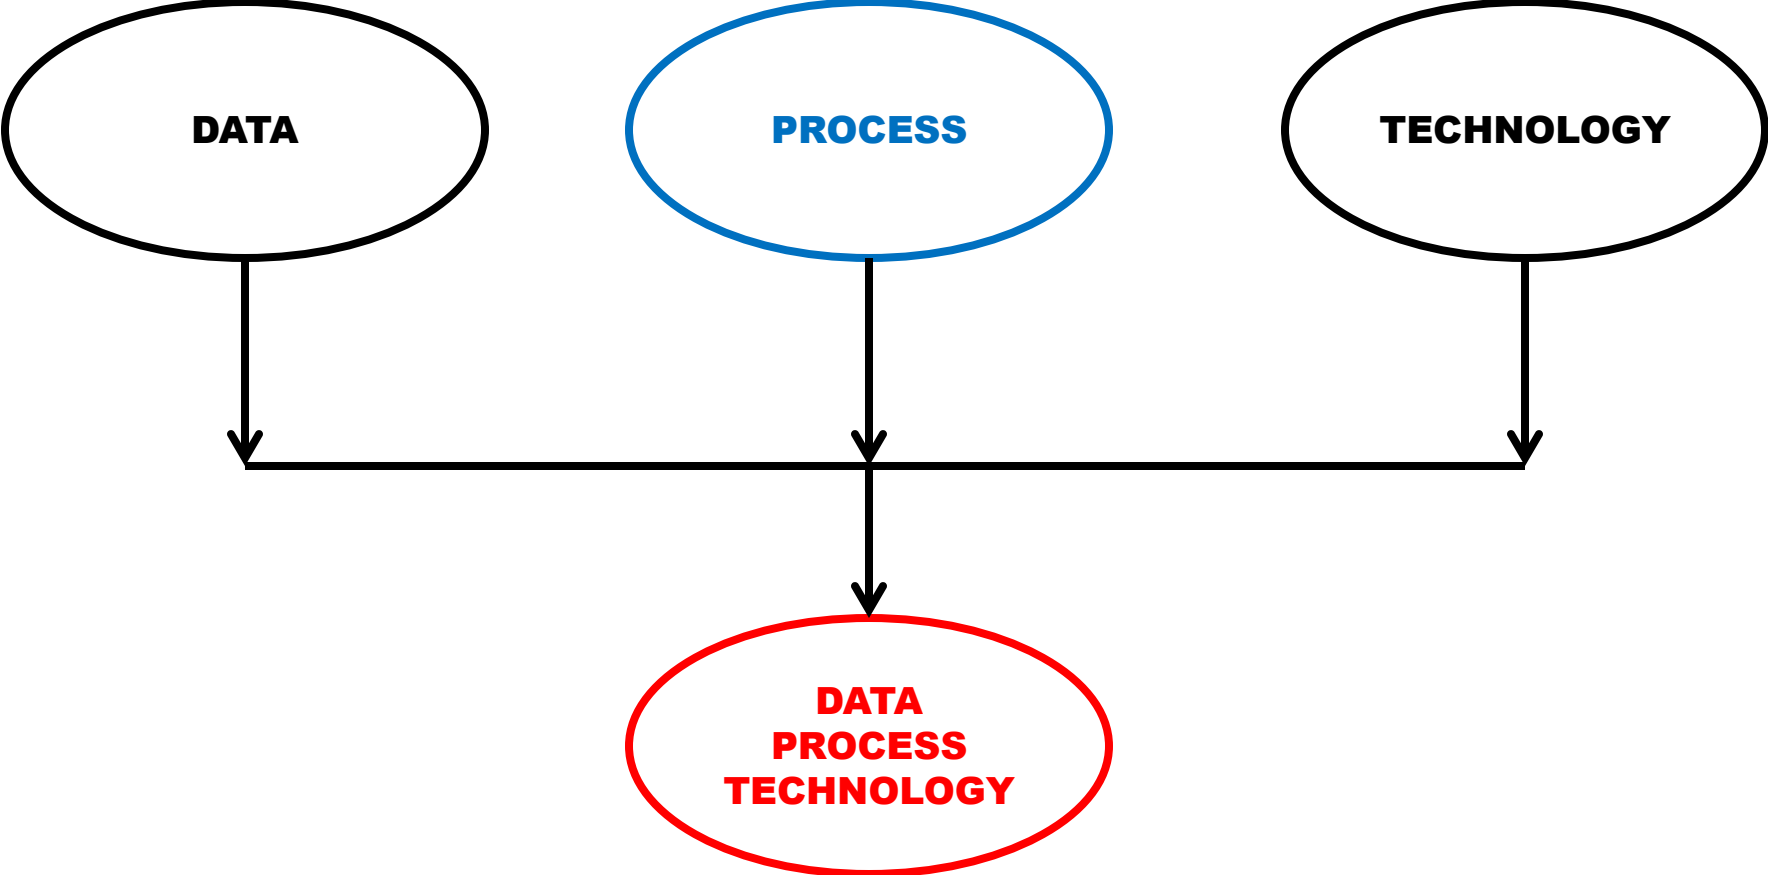 DATA
PROCESS
TECHNOLOGY
DATA
PROCESS
TECHNOLOGY